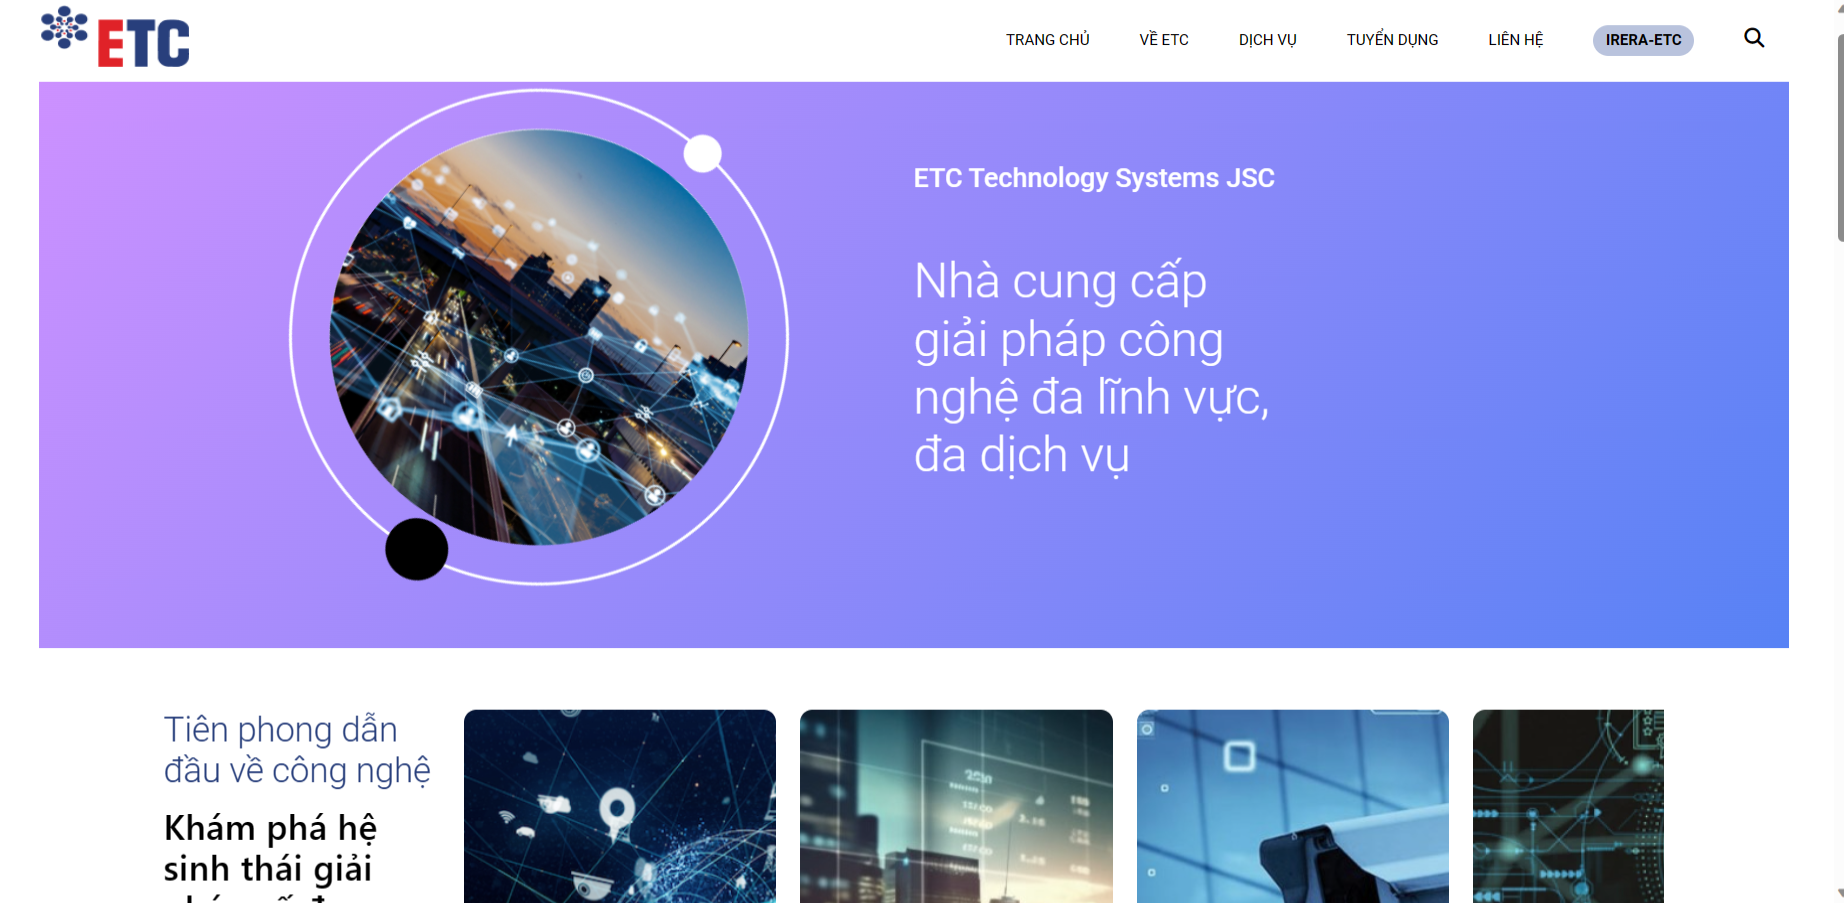 ETC
TRANG CHỦ
VỀ ETC
DỊCH VỤ
TUYỂN DỤNG
LIÊN HỆ
IRERA-ETC
ETC Technology Systems JSC
Nhà cung cấp
giải pháp công
nghệ đa lĩnh vực,
đa dịch vụ
Tiên phong dẫn
đầu về công nghệ
Khám phá hệ
sinh thái giải